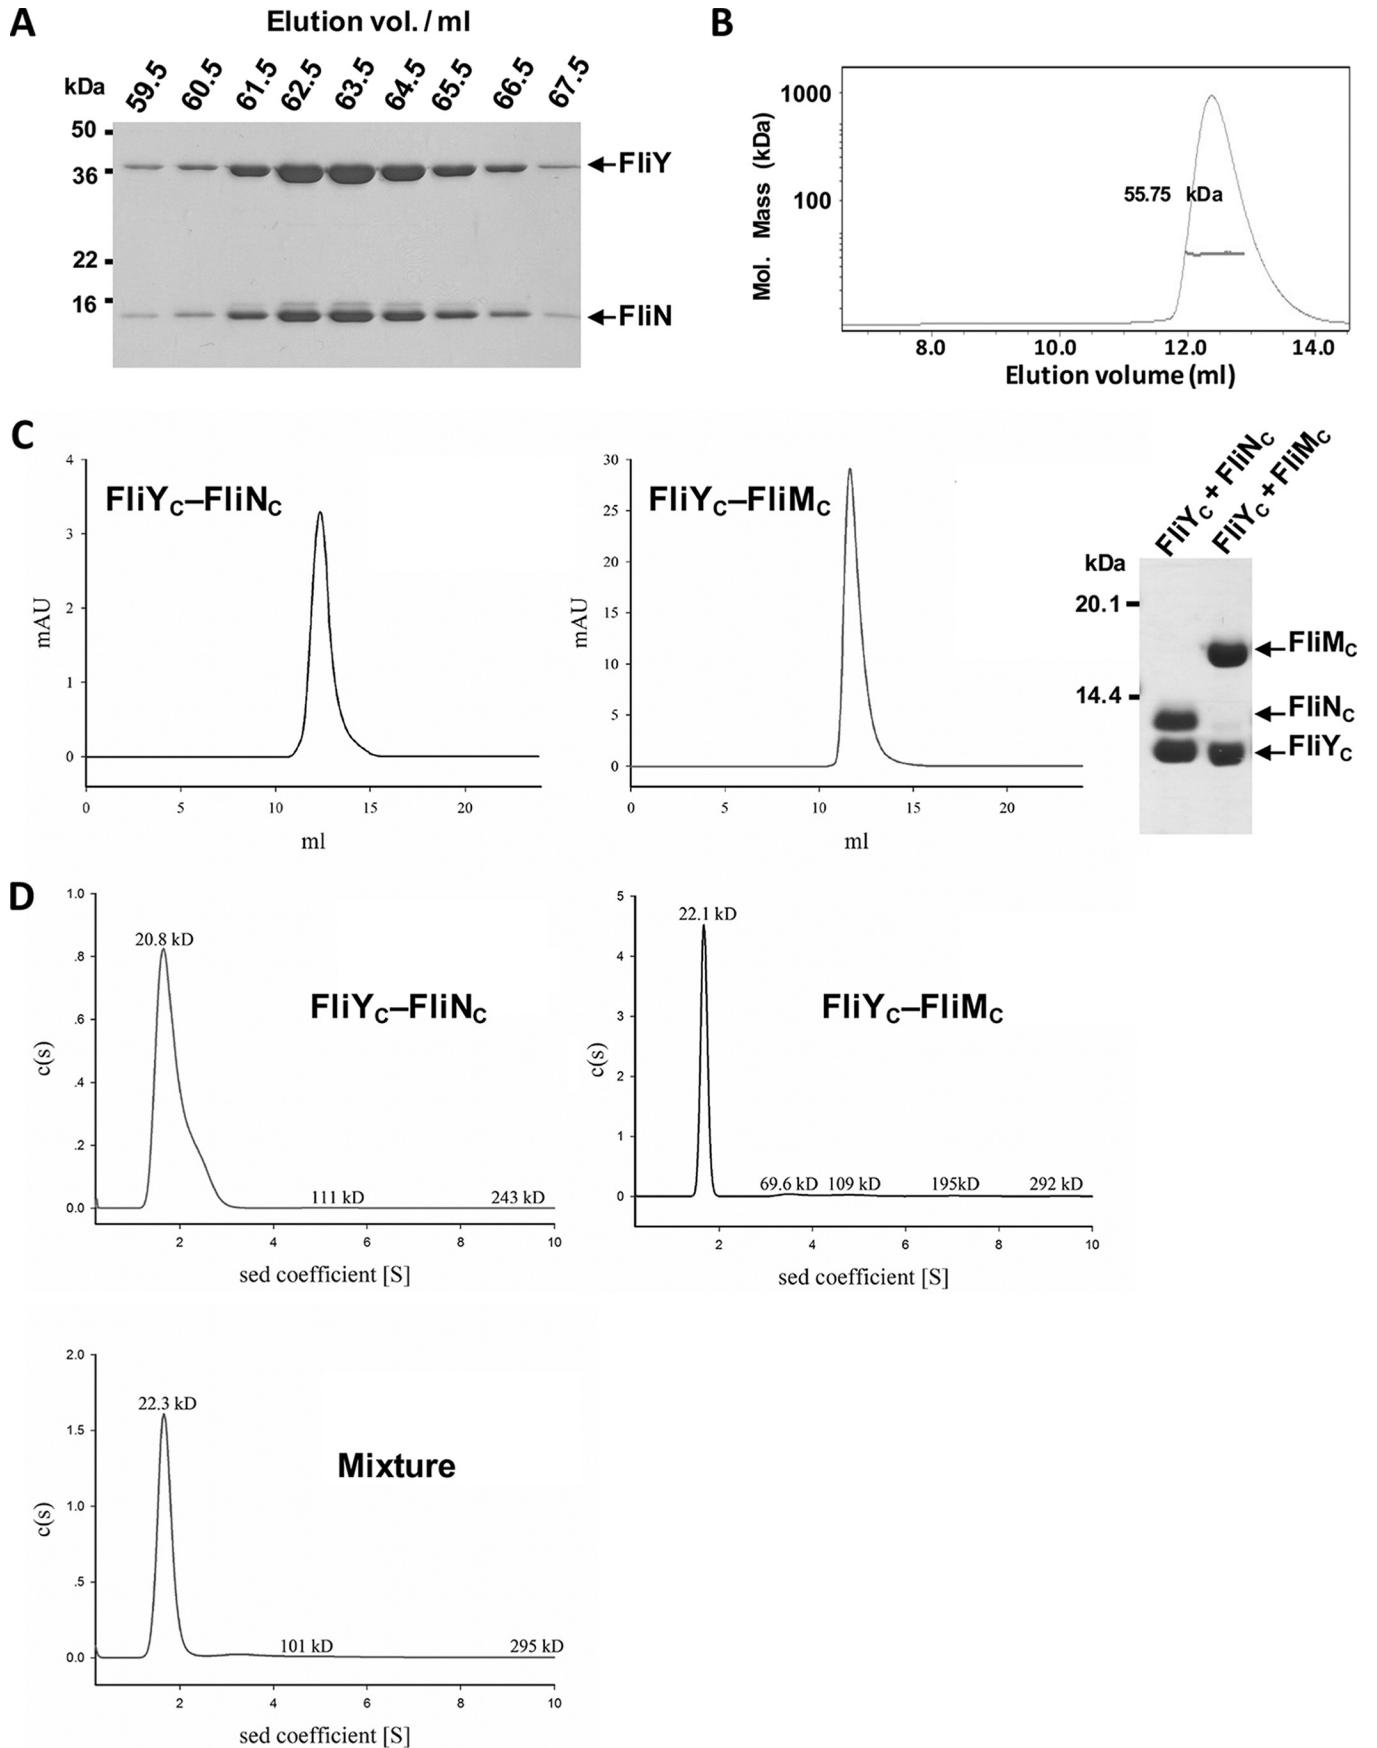 A
Elution vol. / ml
kDa
59.5 60.5 61.5 62.5 63.5 64.5 65.5 66.5 67.5
50
36
22
16
FliY
FliN
B
Mol. Mass (kDa)
1000
100
55.75 kDa
8.0 10.0 12.0 14.0
Elution volume (ml)
C
FliYC–FliNC
mAU
4
3
2
1
0
0 5 10 15 20
ml
FliYC–FliMC
mAU
30
25
20
15
10
5
0
0 5 10 15 20
ml
FliYC + FliNC
FliYC + FliMC
kDa
20.1
14.4
FliMC
FliNC
FliYC
D
c(s)
1.0
.8
.6
.4
.2
0.0
20.8 kD
FliYC–FliNC
111 kD 243 kD
2 4 6 8 10
sed coefficient [S]
c(s)
5
4
3
2
1
0
22.1 kD
FliYC–FliMC
69.6 kD 109 kD 195kD 292 kD
2 4 6 8 10
sed coefficient [S]
c(s)
2.0
1.5
1.0
.5
0.0
22.3 kD
Mixture
101 kD 295 kD
2 4 6 8 10
sed coefficient [S]